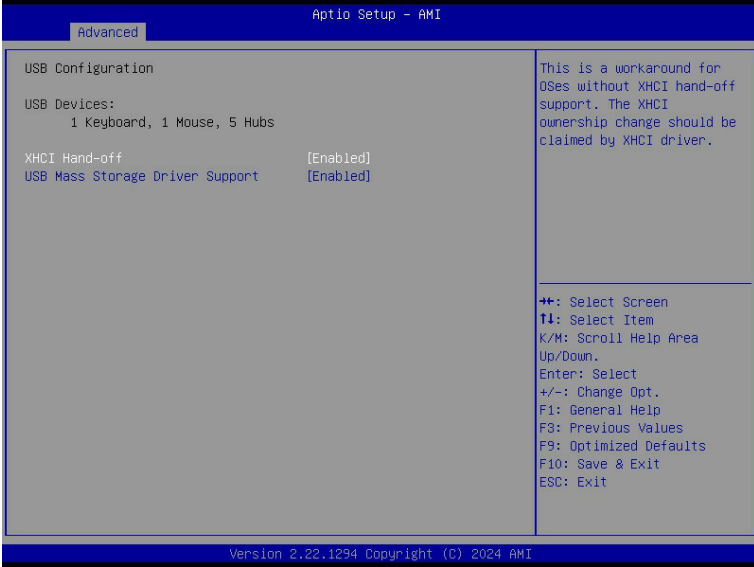 Aptio Setup – AMI
Advanced
USB Configuration
USB Devices:
1 Keyboard, 1 Mouse, 5 Hubs
XHCI Hand-off [Enabled]
USB Mass Storage Driver Support [Enabled]
This is a workaround for
OSes without XHCI hand-off
support. The XHCI
ownership change should be
claimed by XHCI driver.
→←: Select Screen
↑↓: Select Item
K/M: Scroll Help Area
Up/Down.
Enter: Select
+/-: Change Opt.
F1: General Help
F3: Previous Values
F9: Optimized Defaults
F10: Save & Exit
ESC: Exit
Version 2.22.1294 Copyright (C) 2024 AMI